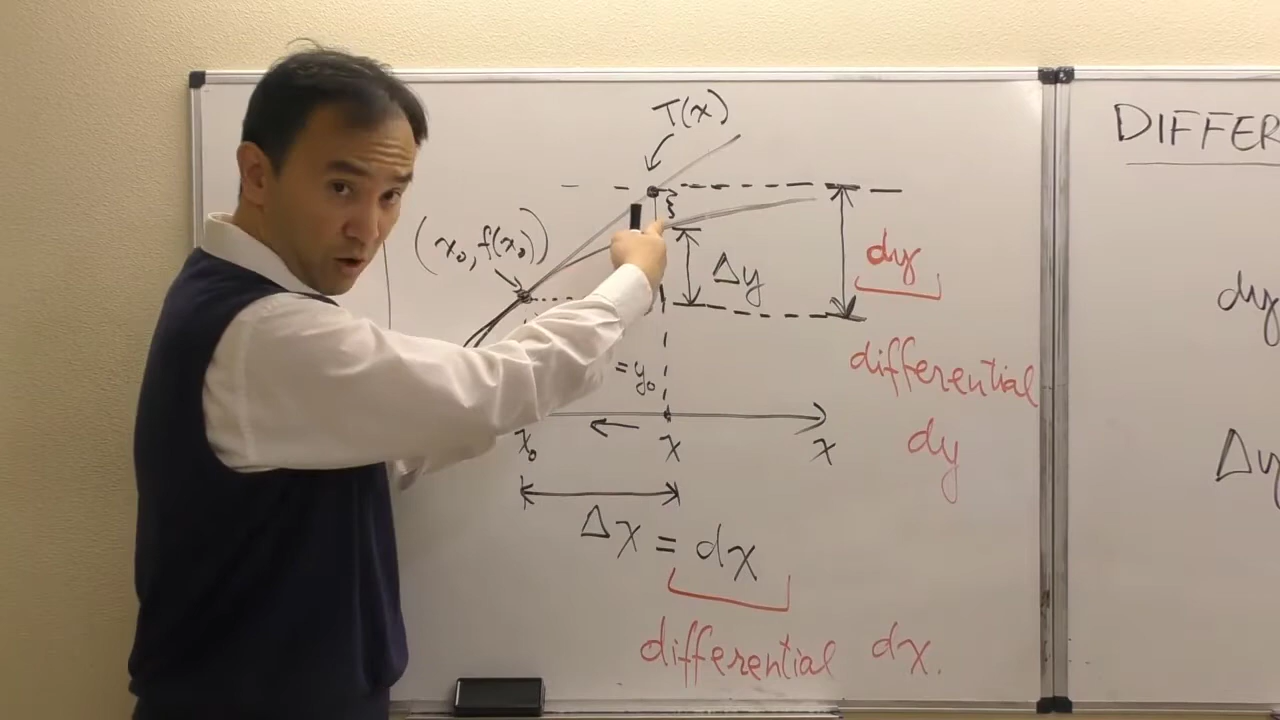 T(x)
(x₀, f(x₀))
Δy
dy
= y₀
differential
dy
x₀
x
x
Δx = dx
differential dx.
DIFFER
dy
Δy